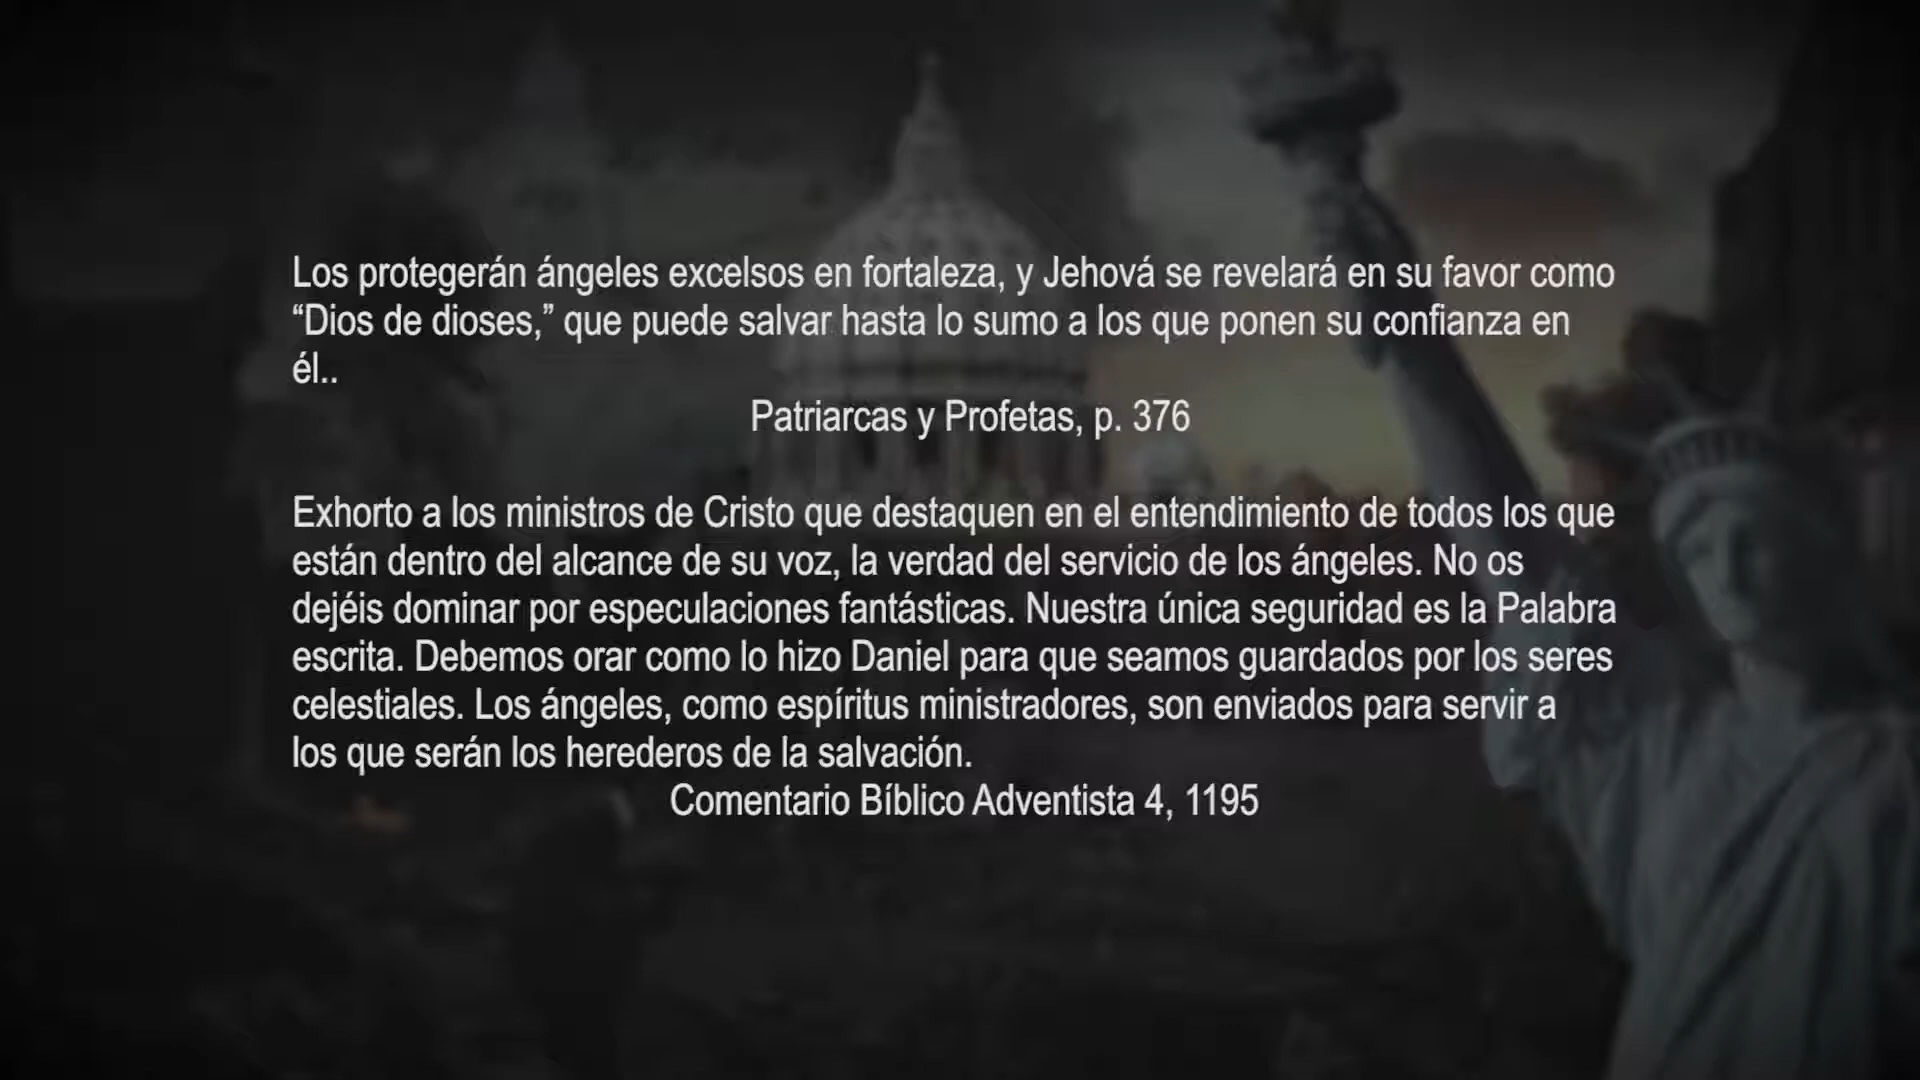 Los protegerán ángeles excelsos en fortaleza, y Jehová se revelará en su favor como
“Dios de dioses,” que puede salvar hasta lo sumo a los que ponen su confianza en
él..
Patriarcas y Profetas, p. 376
Exhorto a los ministros de Cristo que destaquen en el entendimiento de todos los que
están dentro del alcance de su voz, la verdad del servicio de los ángeles. No os
dejéis dominar por especulaciones fantásticas. Nuestra única seguridad es la Palabra
escrita. Debemos orar como lo hizo Daniel para que seamos guardados por los seres
celestiales. Los ángeles, como espíritus ministradores, son enviados para servir a
los que serán los herederos de la salvación.
Comentario Bíblico Adventista 4, 1195